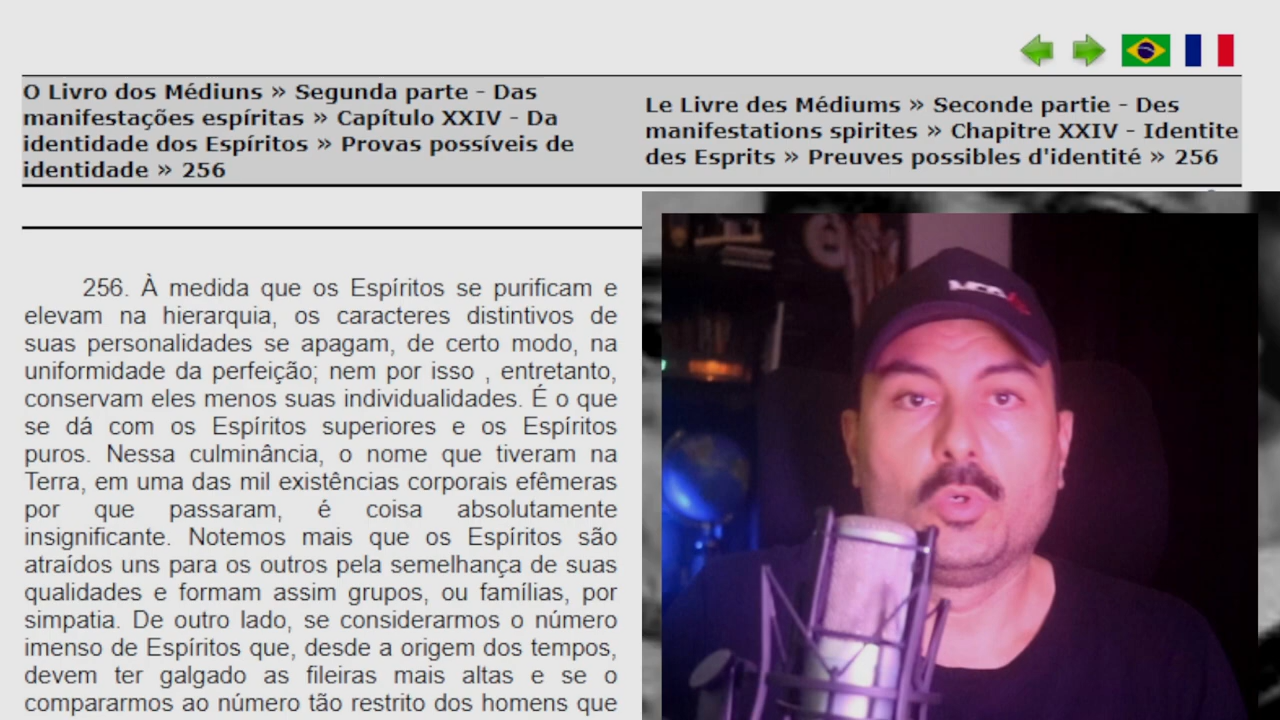 O Livro dos Médiuns » Segunda parte - Das
manifestações espíritas » Capítulo XXIV - Da
identidade dos Espíritos » Provas possíveis de
identidade » 256
Le Livre des Médiums » Seconde partie - Des
manifestations spirites » Chapitre XXIV - Identite
des Esprits » Preuves possibles d'identité » 256
256. À medida que os Espíritos se purificam e
elevam na hierarquia, os caracteres distintivos de
suas personalidades se apagam, de certo modo, na
uniformidade da perfeição; nem por isso , entretanto,
conservam eles menos suas individualidades. É o que
se dá com os Espíritos superiores e os Espíritos
puros. Nessa culminância, o nome que tiveram na
Terra, em uma das mil existências corporais efêmeras
por que passaram, é coisa absolutamente
insignificante. Notemos mais que os Espíritos são
atraídos uns para os outros pela semelhança de suas
qualidades e formam assim grupos, ou famílias, por
simpatia. De outro lado, se considerarmos o número
imenso de Espíritos que, desde a origem dos tempos,
devem ter galgado as fileiras mais altas e se o
compararmos ao número tão restrito dos homens que